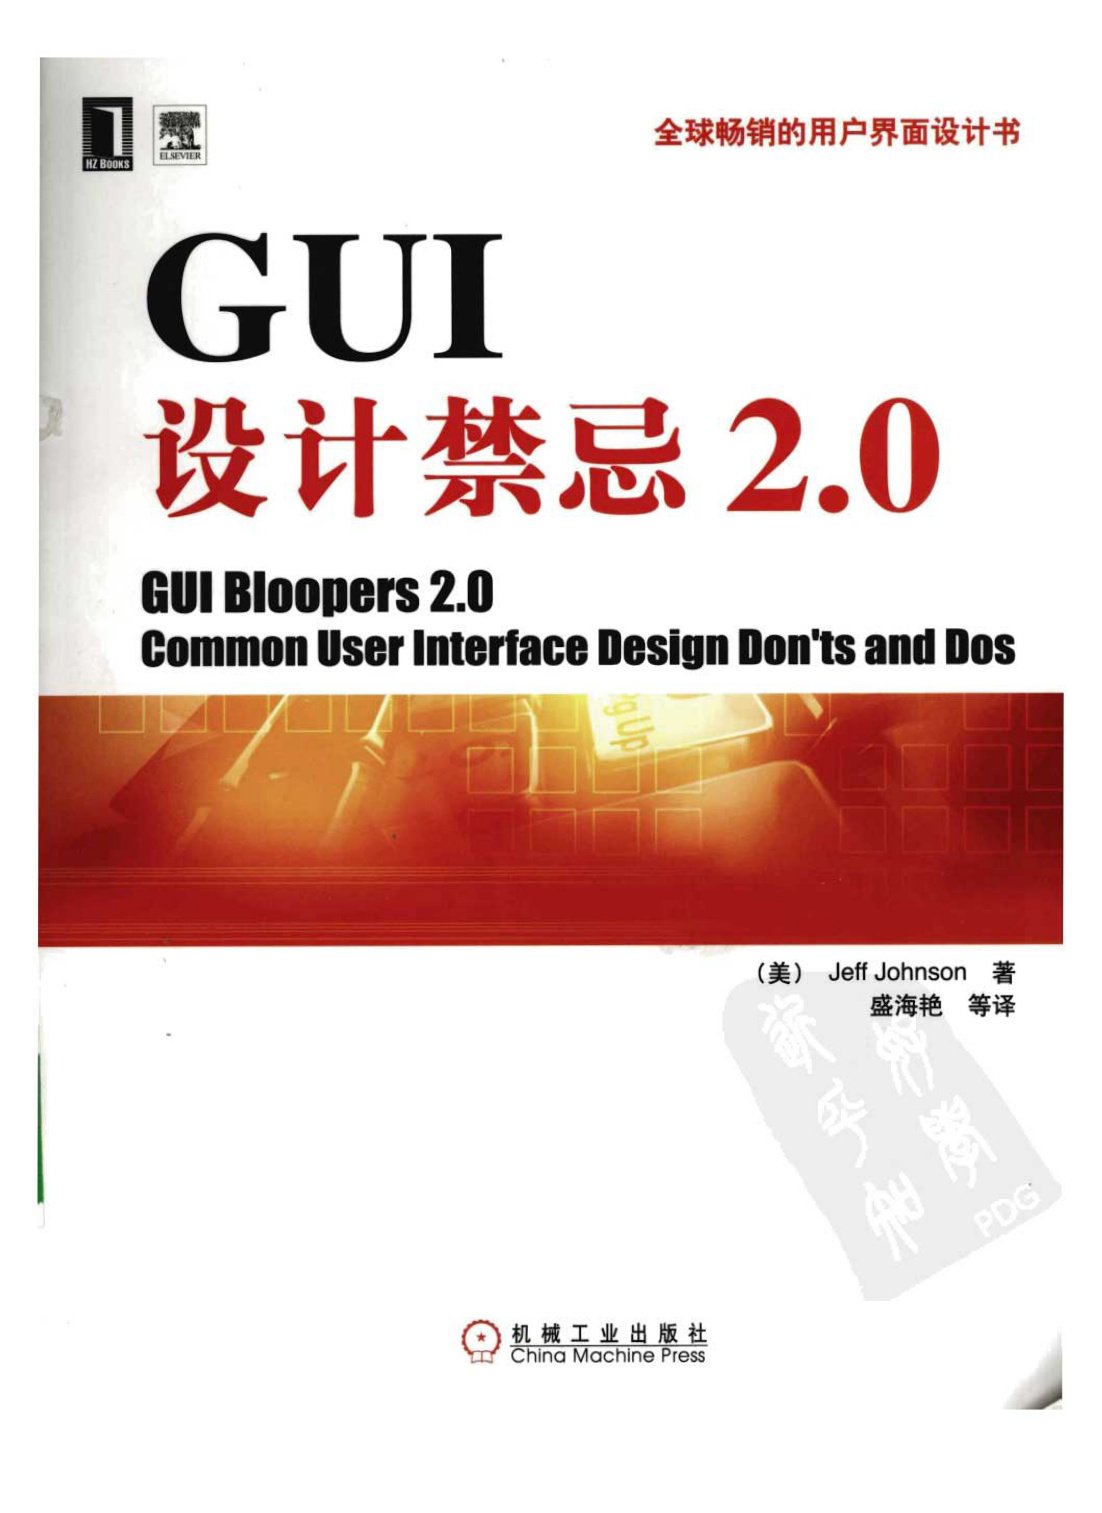 HZ BOOKS
ELSEVIER
全球畅销的用户界面设计书
GUI
设计禁忌 2.0
GUI Bloopers 2.0
Common User Interface Design Don'ts and Dos
g Up
（美） Jeff Johnson 著
盛海艳 等译
PDG
机械工业出版社
China Machine Press